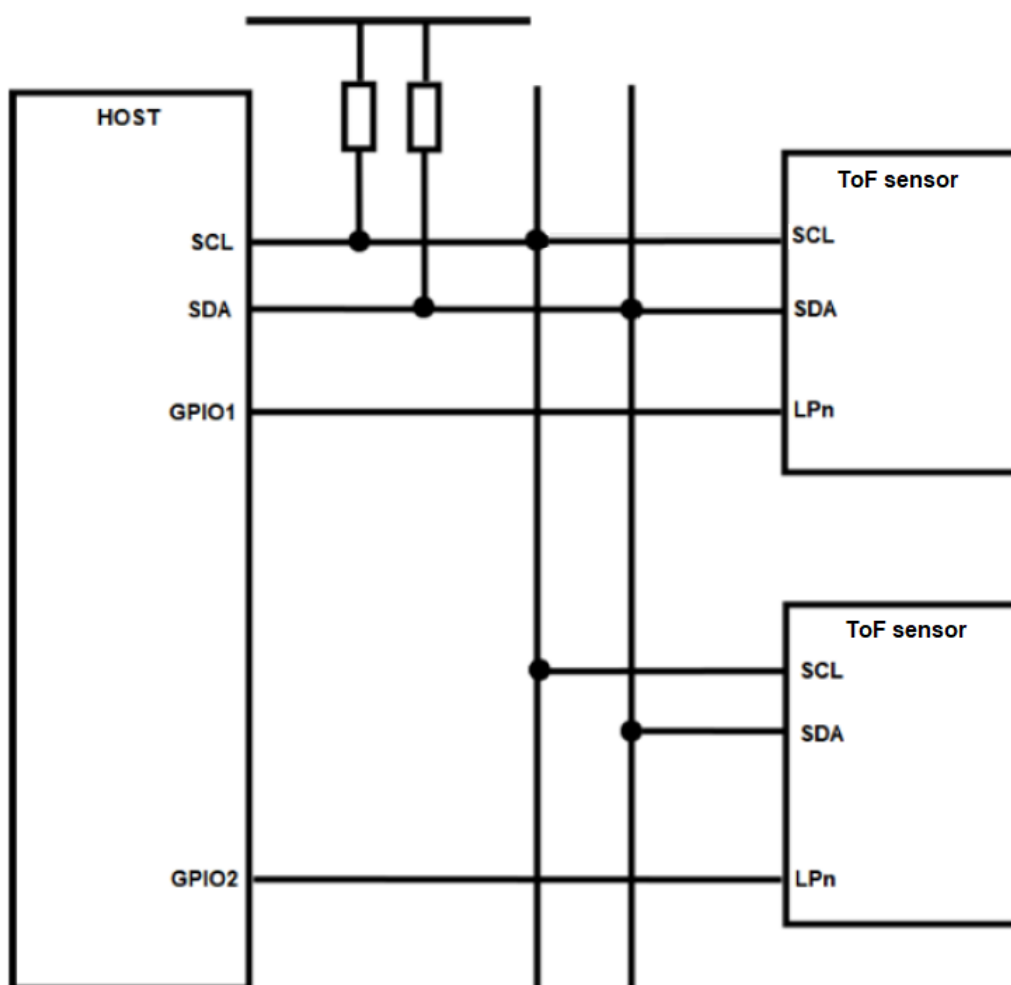 HOST
SCL
SDA
GPIO1
GPIO2
ToF sensor
SCL
SDA
LPn
ToF sensor
SCL
SDA
LPn